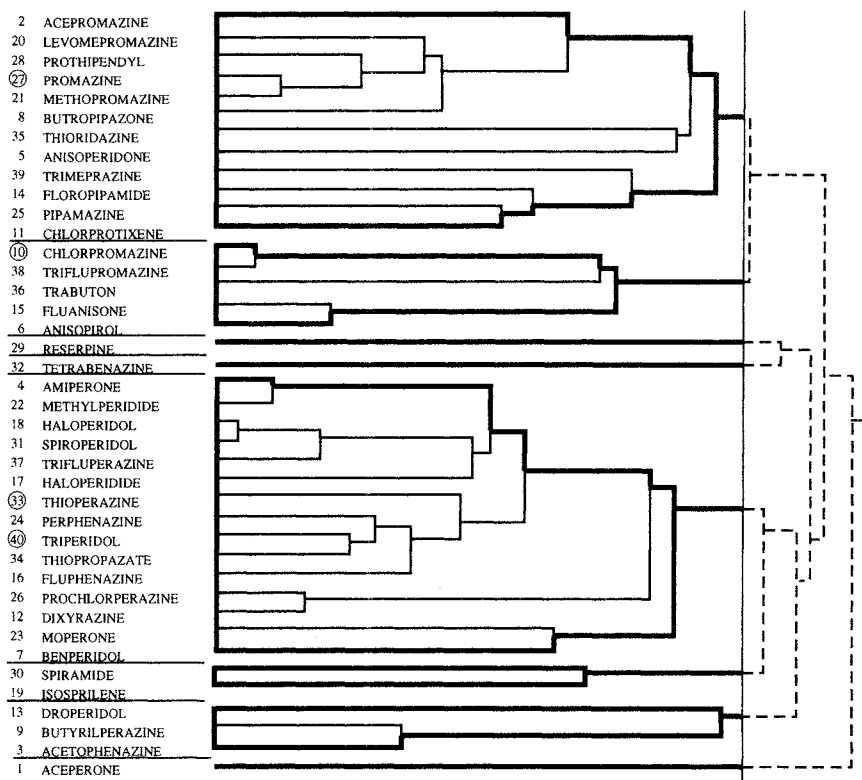 2 ACEPROMAZINE
20 LEVOMEPROMAZINE
28 PROTHIPENDYL
27 PROMAZINE
21 METHOPROMAZINE
8 BUTROPIPAZONE
35 THIORIDAZINE
5 ANISOPERIDONE
39 TRIMEPRAZINE
14 FLOROPIPAMIDE
25 PIPAMAZINE
11 CHLORPROTIXENE
10 CHLORPROMAZINE
38 TRIFLUPROMAZINE
36 TRABUTON
15 FLUANISONE
6 ANISOPIROL
29 RESERPINE
32 TETRABENAZINE
4 AMIPERONE
22 METHYLPERIDIDE
18 HALOPERIDOL
31 SPIROPERIDOL
37 TRIFLUPERAZINE
17 HALOPERIDIDE
33 THIOPERAZINE
24 PERPHENAZINE
40 TRIPERIDOL
34 THIOPROPAZATE
16 FLUPHENAZINE
26 PROCHLORPERAZINE
12 DIXYRAZINE
23 MOPERONE
7 BENPERIDOL
30 SPIRAMIDE
19 ISOSPRILENE
13 DROPERIDOL
9 BUTYRILPERAZINE
3 ACETOPHENAZINE
1 ACEPERONE